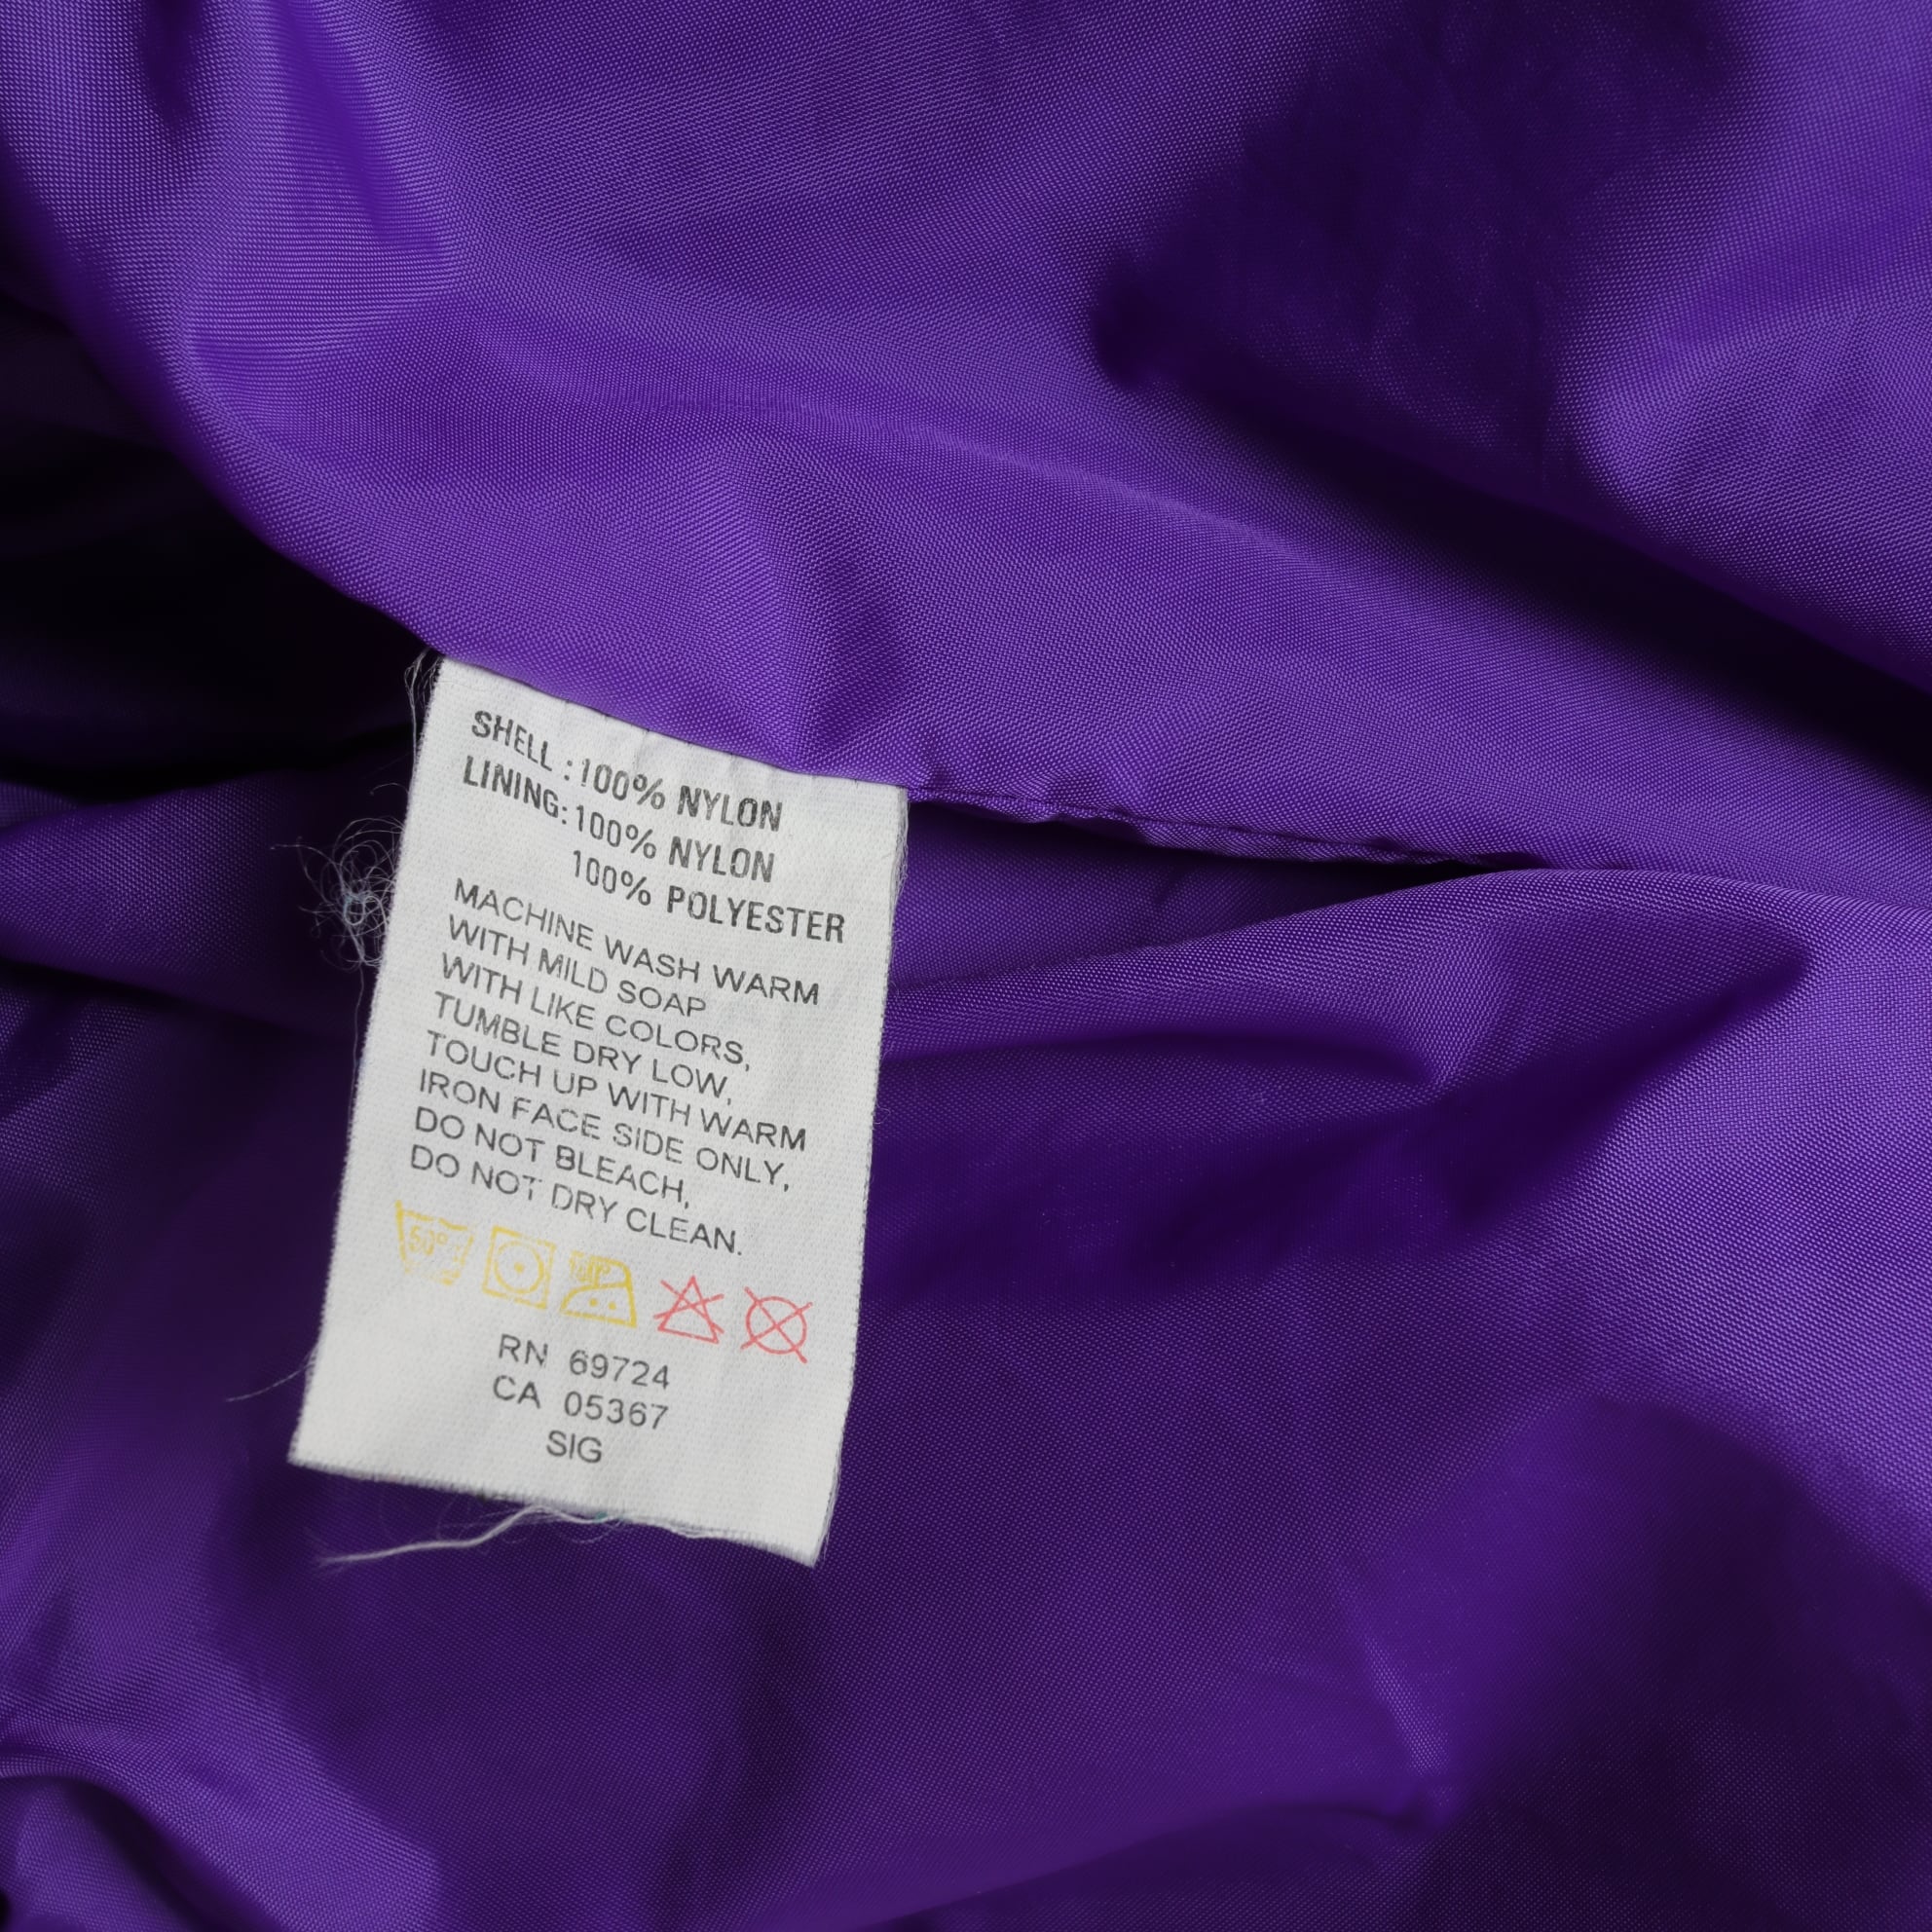 SHELL :100% NYLON
LINING:100% NYLON
100% POLYESTER
MACHINE WASH WARM
WITH MILD SOAP
WITH LIKE COLORS,
TUMBLE DRY LOW,
TOUCH UP WITH WARM
IRON FACE SIDE ONLY,
DO NOT BLEACH,
DO NOT DRY CLEAN.
RN 69724
CA 05367
SIG